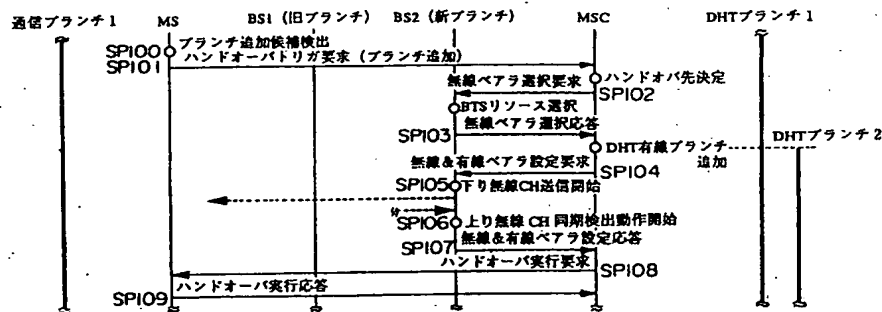 通信ブランチ1 MS BS1(旧ブランチ) BS2(新ブランチ) MSC DHTブランチ1
SP100 ブランチ追加候補検出
SP101 ハンドオーバトリガ要求(ブランチ追加)
ハンドオバ先決定
無線ベアラ選択要求 SP102
BTSリソース選択
無線ベアラ選択応答
SP103
DHTブランチ2
DHT有線ブランチ
追加
無線&有線ベアラ設定要求 SP104
SP105 下り無線CH送信開始
SP106 上り無線CH同期検出動作開始
無線&有線ベアラ設定応答
SP107
ハンドオーバ実行要求 SP108
ハンドオーバ実行応答
SP109